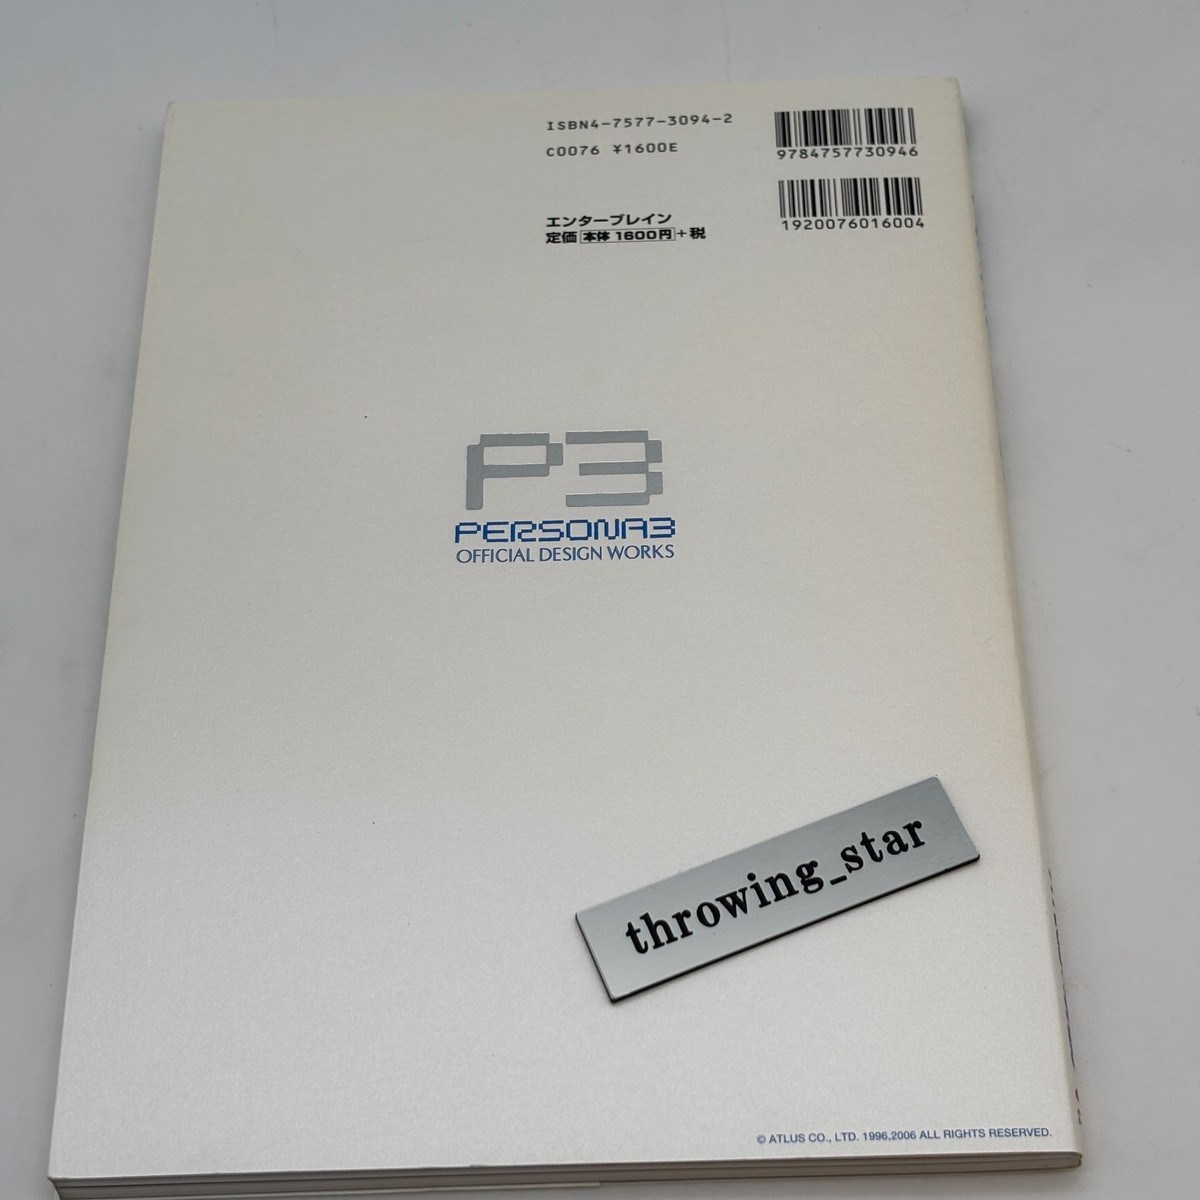 ISBN4-7577-3094-2
C0076 ¥1600E
9784757730946
1920076016004
エンターブレイン
定価 本体 1600円 +税
P3
PERSONA3
OFFICIAL DESIGN WORKS
throwing_star
© ATLUS CO., LTD. 1996,2006 ALL RIGHTS RESERVED.